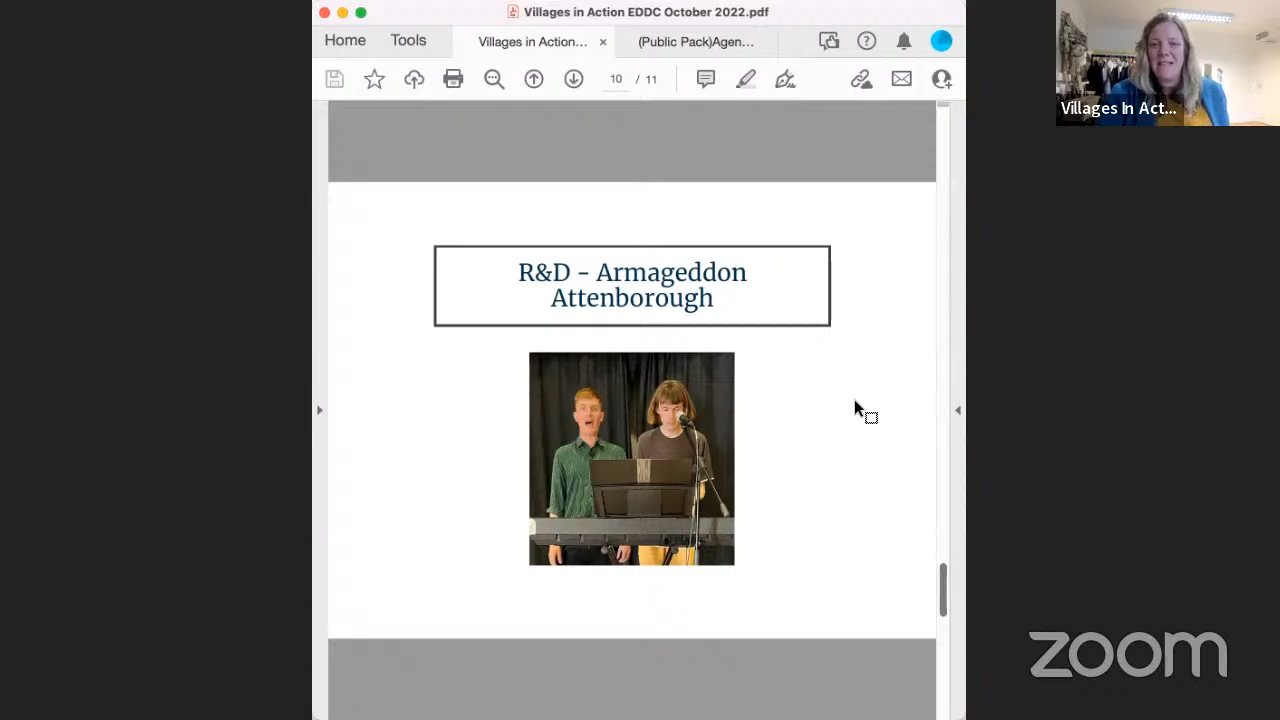 Villages in Action EDDC October 2022.pdf
Home
Tools
Villages in Action...
(Public Pack)Agen...
10 / 11
R&D - Armageddon
Attenborough
Villages In Act...
zoom